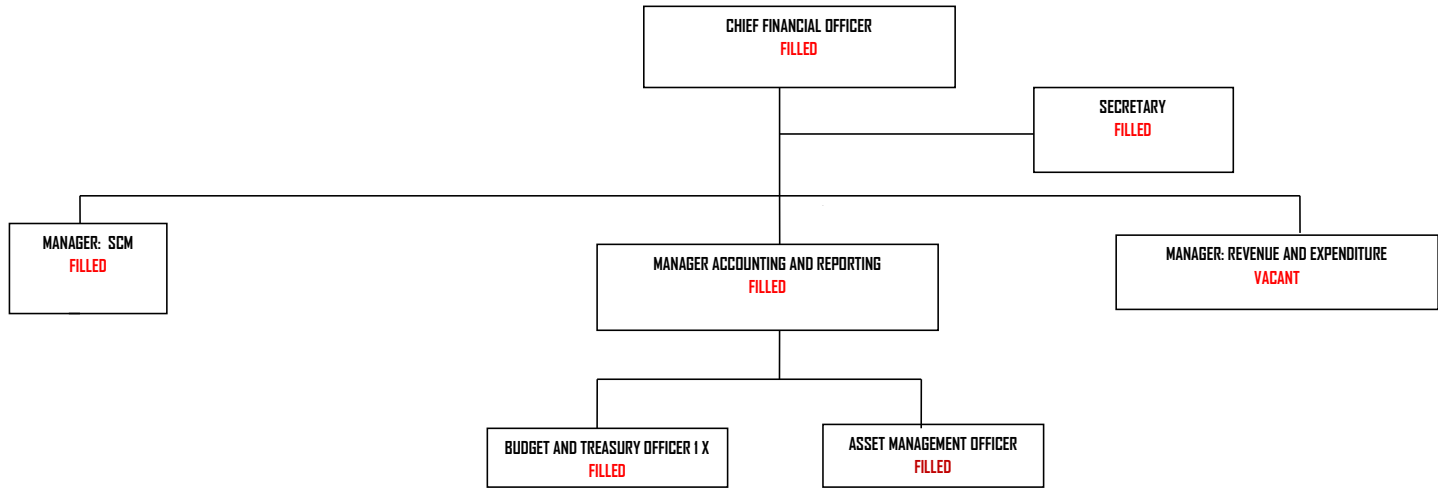 CHIEF FINANCIAL OFFICER
FILLED
SECRETARY
FILLED
MANAGER: SCM
FILLED
MANAGER ACCOUNTING AND REPORTING
FILLED
MANAGER: REVENUE AND EXPENDITURE
VACANT
BUDGET AND TREASURY OFFICER 1 X
FILLED
ASSET MANAGEMENT OFFICER
FILLED